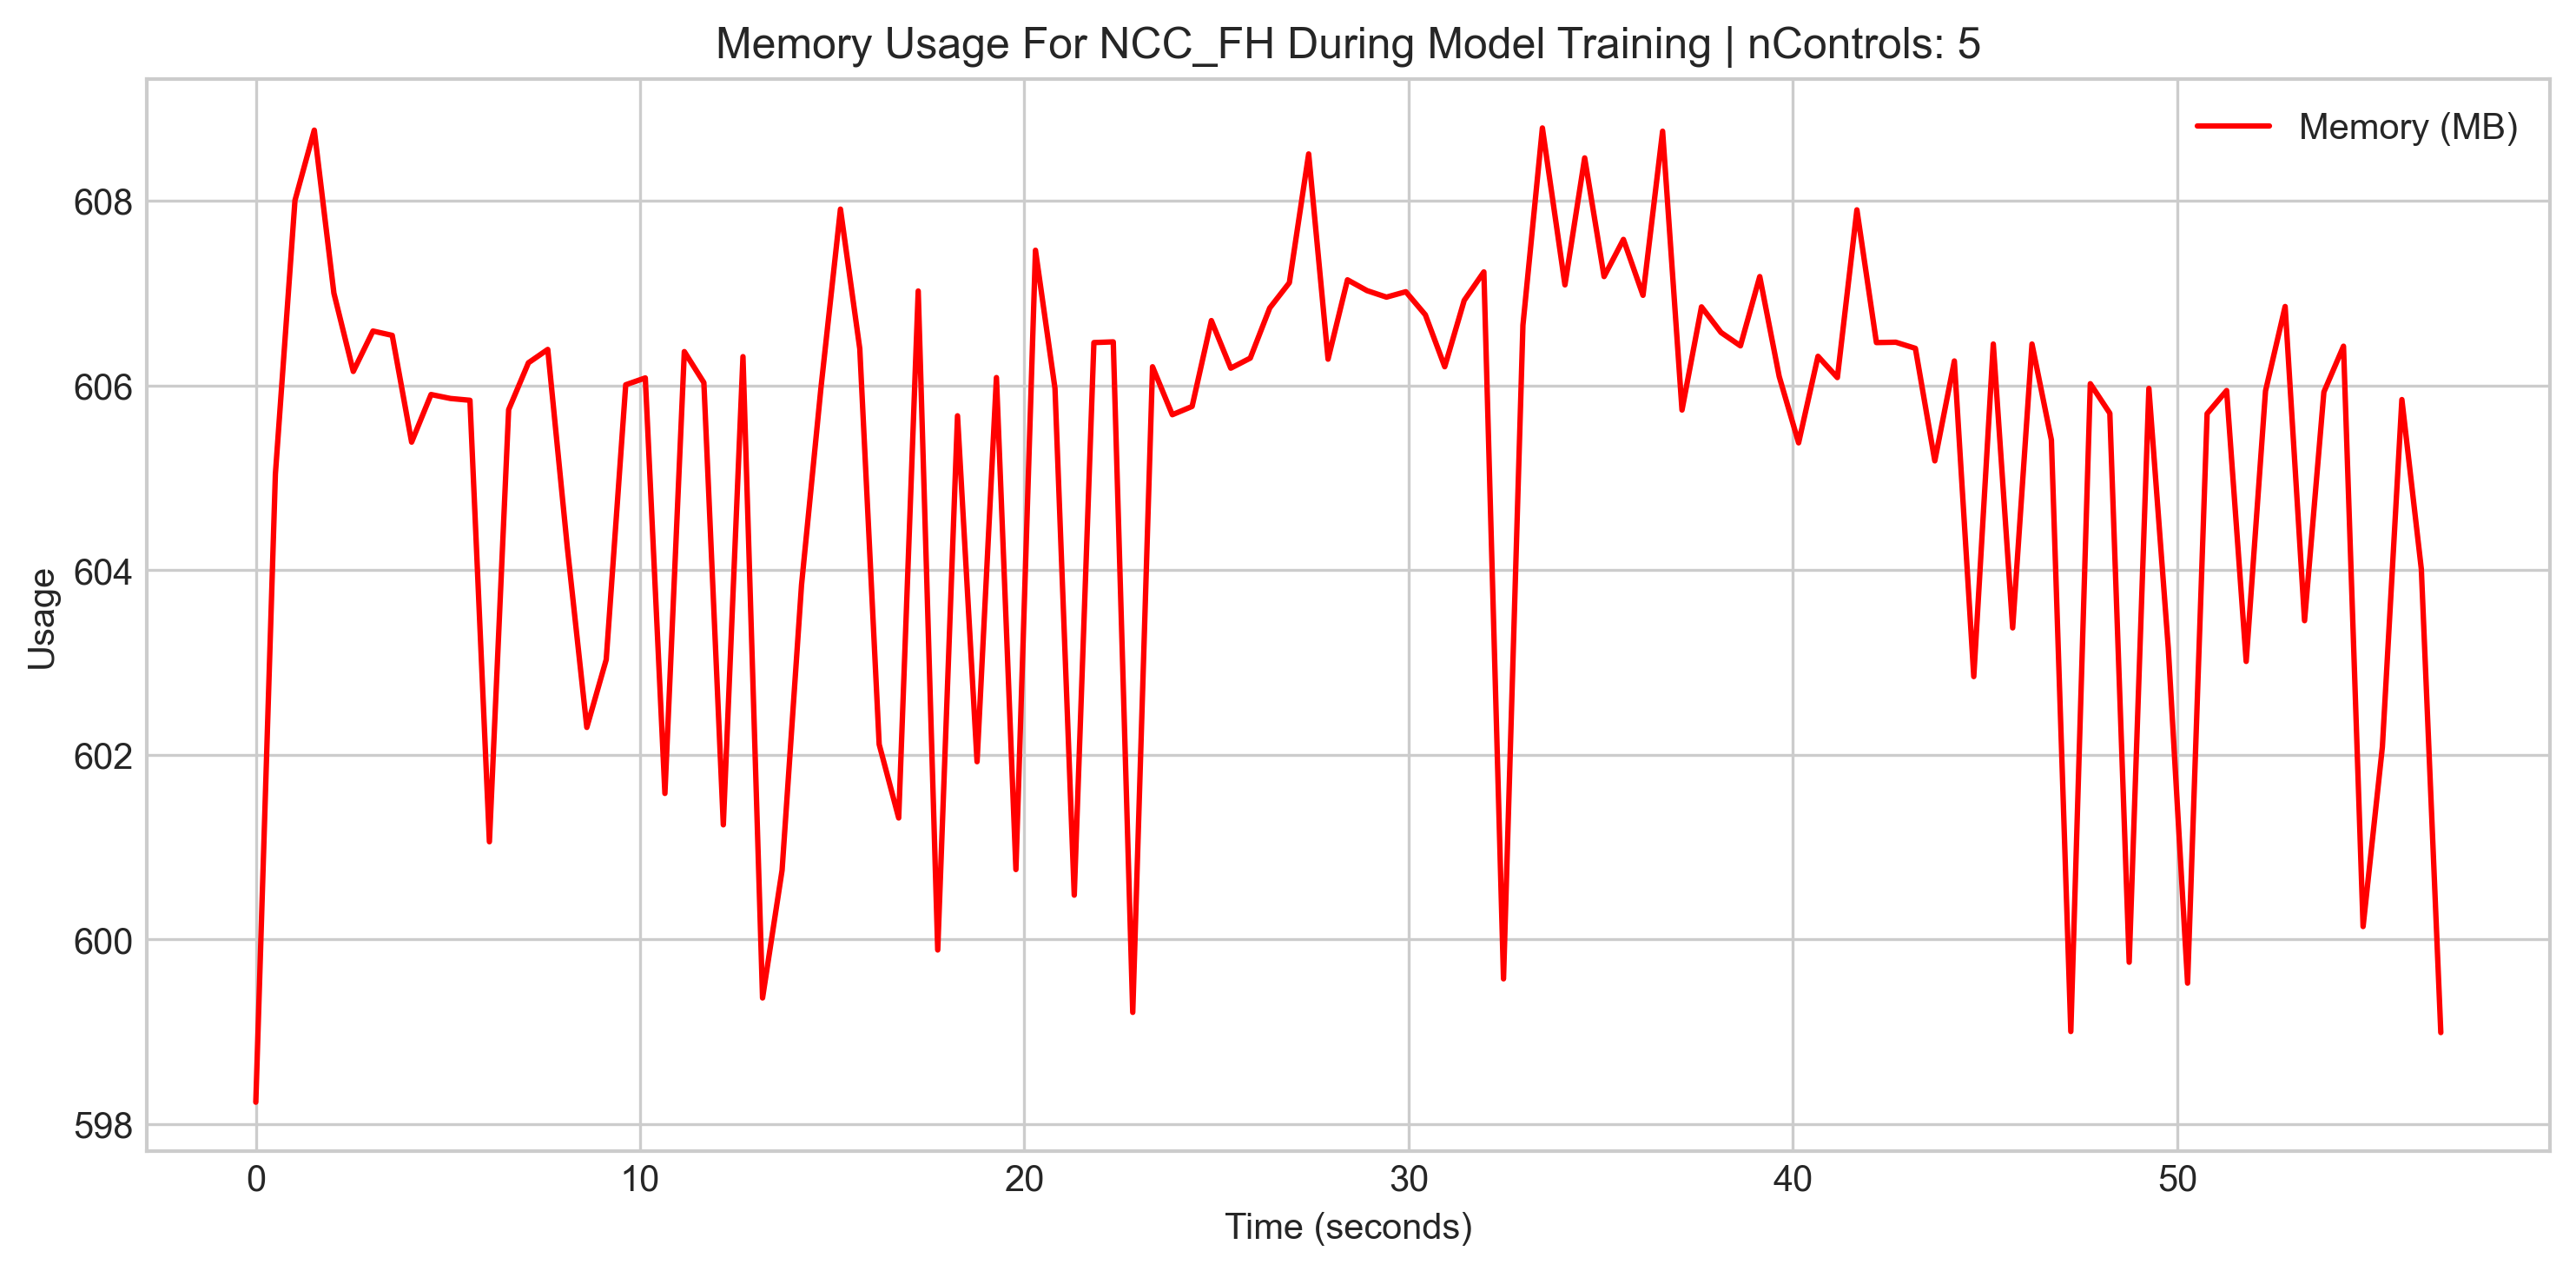 Memory Usage For NCC_FH During Model Training | nControls: 5
Memory (MB)
608
606
604
602
600
598
Usage
0 10 20 30 40 50
Time (seconds)